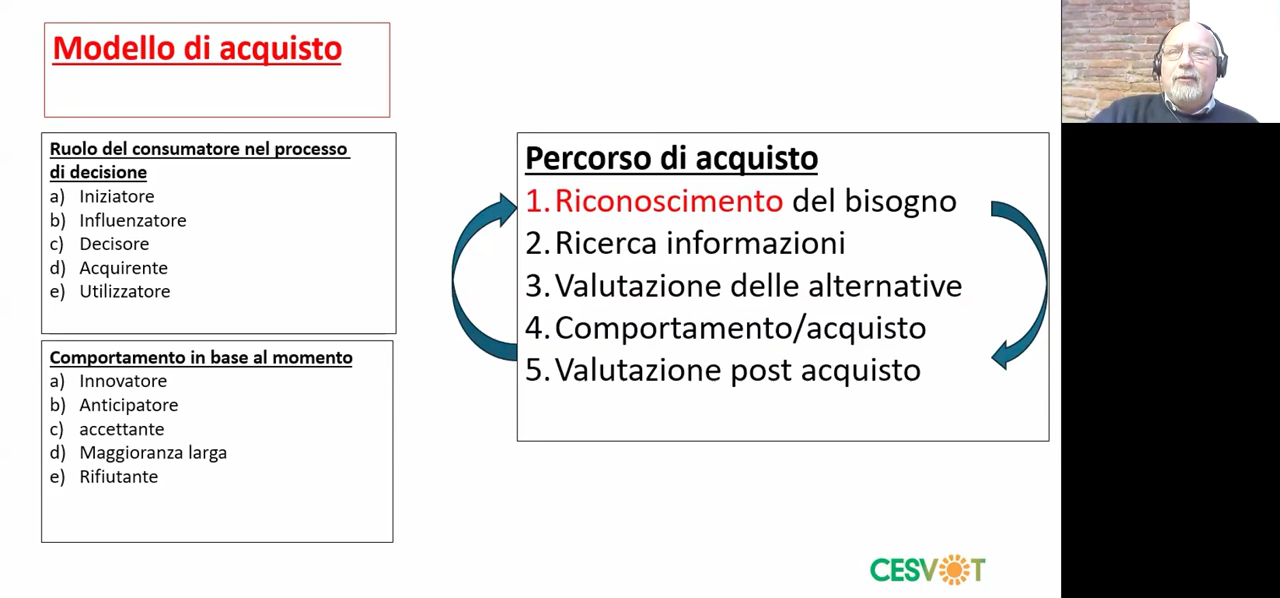 Modello di acquisto
Ruolo del consumatore nel processo
di decisione
a) Iniziatore
b) Influenzatore
c) Decisore
d) Acquirente
e) Utilizzatore
Comportamento in base al momento
a) Innovatore
b) Anticipatore
c) accettante
d) Maggioranza larga
e) Rifiutante
Percorso di acquisto
1. Riconoscimento del bisogno
2. Ricerca informazioni
3. Valutazione delle alternative
4. Comportamento/acquisto
5. Valutazione post acquisto
CESVOT